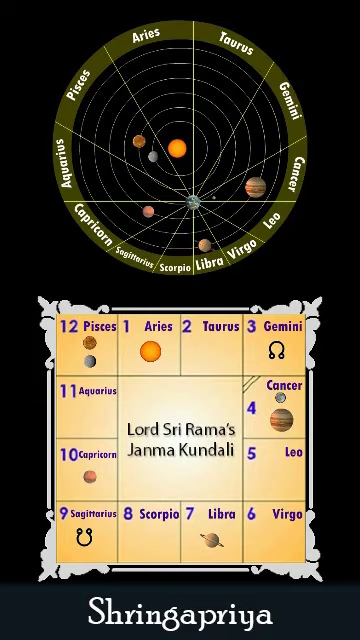 Aries
Taurus
Pisces
Gemini
Aquarius
Cancer
Capricorn
Leo
Sagittarius
Scorpio
Libra
Virgo
12 Pisces
1 Aries
2 Taurus
3 Gemini
☊
11 Aquarius
Lord Sri Rama's
Janma Kundali
Cancer
4
10 Capricorn
5 Leo
9 Sagittarius
☋
8 Scorpio
7 Libra
6 Virgo
Shringapriya